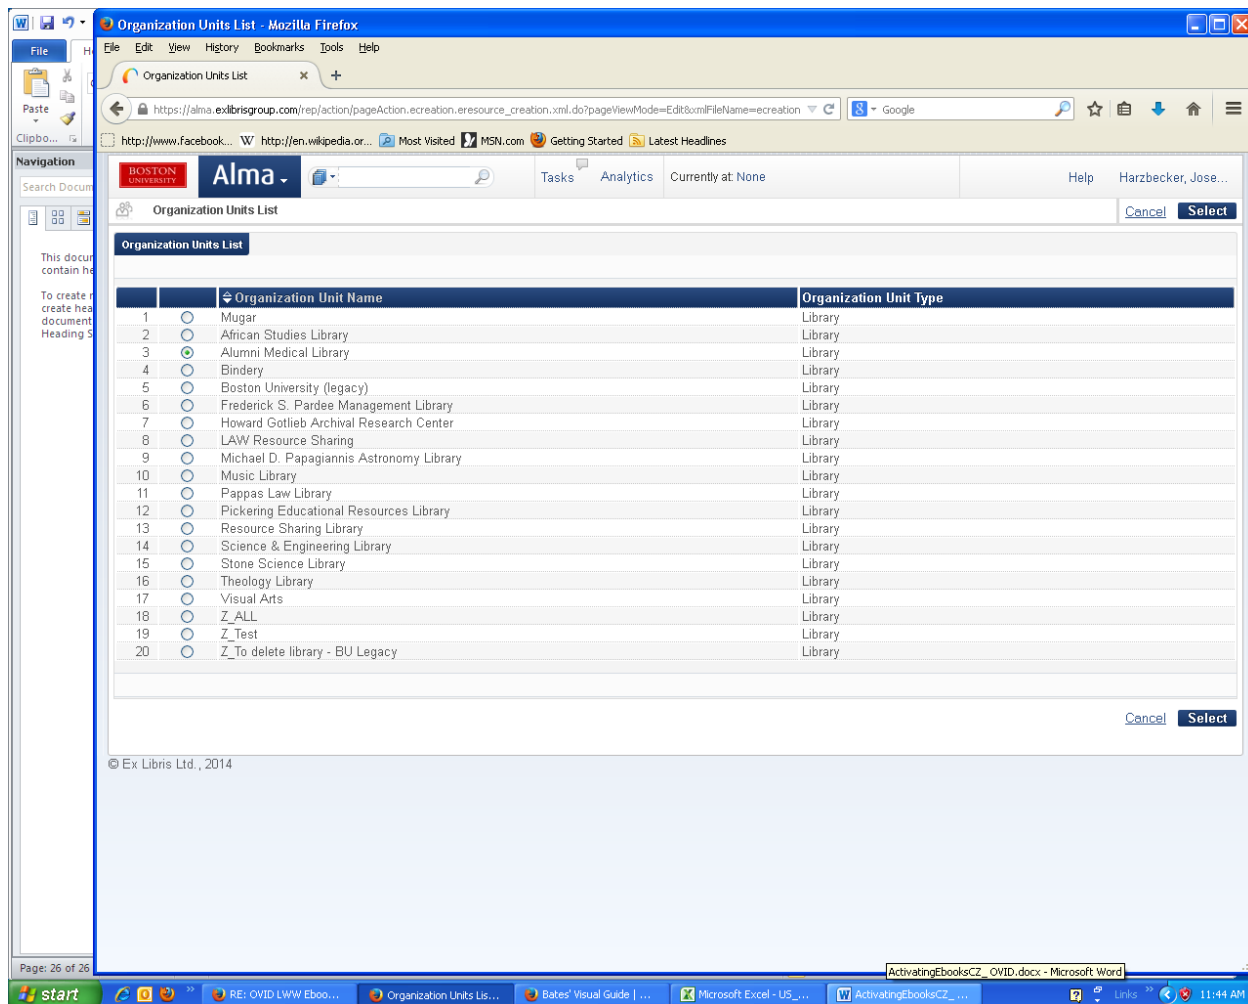 Organization Units List - Mozilla Firefox
File
File Edit View History Bookmarks Tools Help
Organization Units List
Paste
https://alma.exlibrisgroup.com/rep/action/pageAction.ecreation.eresource_creation.xml.do?pageViewMode=Edit&xmlFileName=ecreation
Google
Clipbo...
http://www.facebook... http://en.wikipedia.or... Most Visited MSN.com Getting Started Latest Headlines
Navigation
Search Docum
BOSTON
UNIVERSITY
Alma
Tasks Analytics Currently at: None Help Harzbecker, Jose...
Organization Units List Cancel Select
Organization Units List
This docu
contain he
To create
create hea
document
Heading S
Organization Unit Name Organization Unit Type
1 Mugar Library
2 African Studies Library Library
3 Alumni Medical Library Library
4 Bindery Library
5 Boston University (legacy) Library
6 Frederick S. Pardee Management Library Library
7 Howard Gotlieb Archival Research Center Library
8 LAW Resource Sharing Library
9 Michael D. Papagiannis Astronomy Library Library
10 Music Library Library
11 Pappas Law Library Library
12 Pickering Educational Resources Library Library
13 Resource Sharing Library Library
14 Science & Engineering Library Library
15 Stone Science Library Library
16 Theology Library Library
17 Visual Arts Library
18 Z_ALL Library
19 Z_Test Library
20 Z_To delete library - BU Legacy Library
Cancel Select
© Ex Libris Ltd., 2014
Page: 26 of 26
ActivatingEbooksCZ_ OVID.docx - Microsoft Word
start RE: OVID LWW Eboo... Organization Units Lis... Bates' Visual Guide | ... Microsoft Excel - US_... ActivatingEbooksCZ_ ... Links 11:44 AM